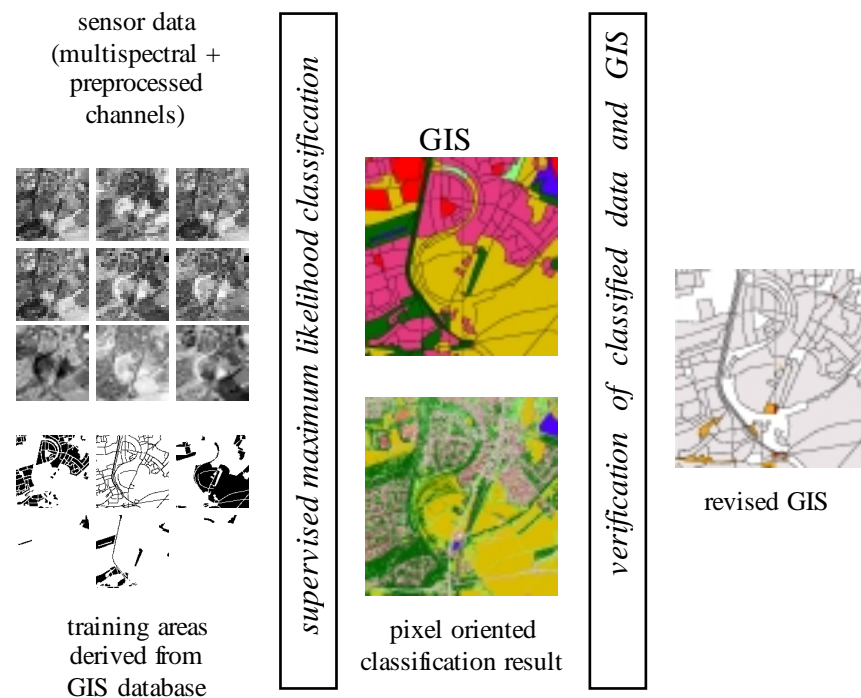 sensor data
(multispectral +
preprocessed
channels)
training areas
derived from
GIS database
supervised maximum likelihood classification
GIS
pixel oriented
classification result
verification of classified data and GIS
revised GIS